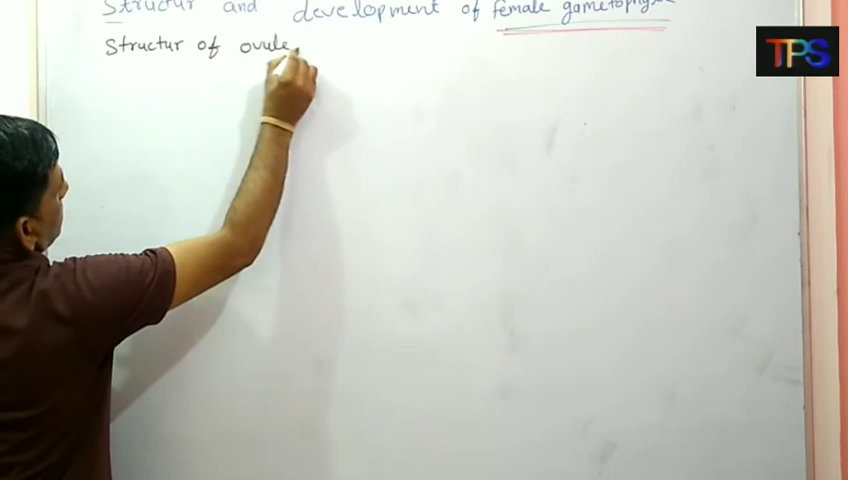 Structur and development of female gametophyte
Structur of ovule
TPS